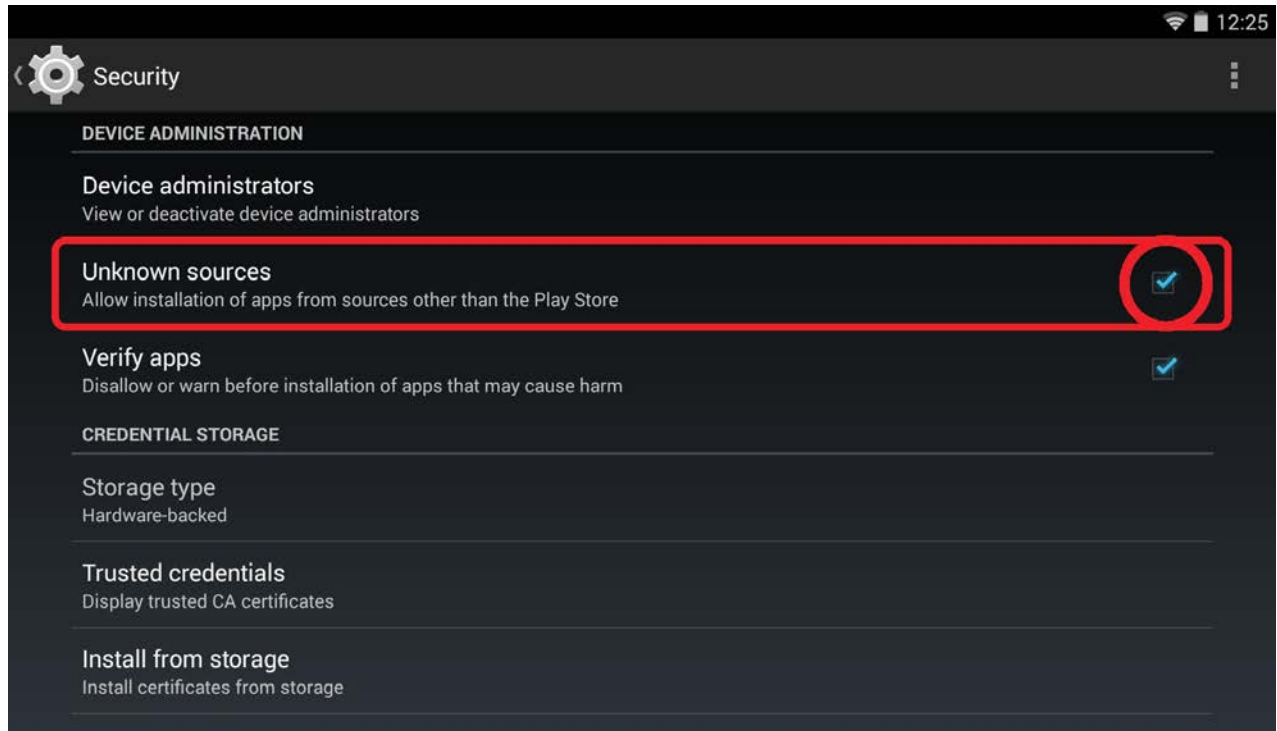 12:25
Security
DEVICE ADMINISTRATION
Device administrators
View or deactivate device administrators
Unknown sources
Allow installation of apps from sources other than the Play Store
Verify apps
Disallow or warn before installation of apps that may cause harm
CREDENTIAL STORAGE
Storage type
Hardware-backed
Trusted credentials
Display trusted CA certificates
Install from storage
Install certificates from storage